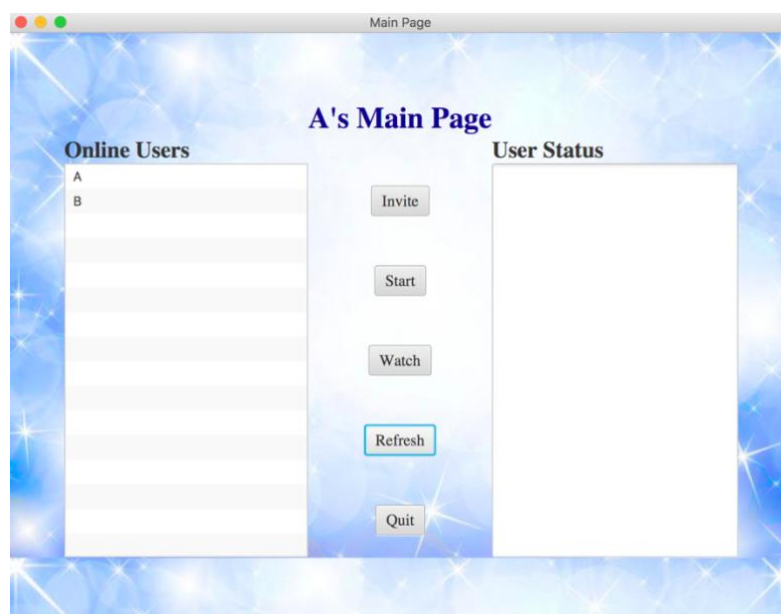 Main Page
A's Main Page
Online Users
User Status
A
B
Invite
Start
Watch
Refresh
Quit